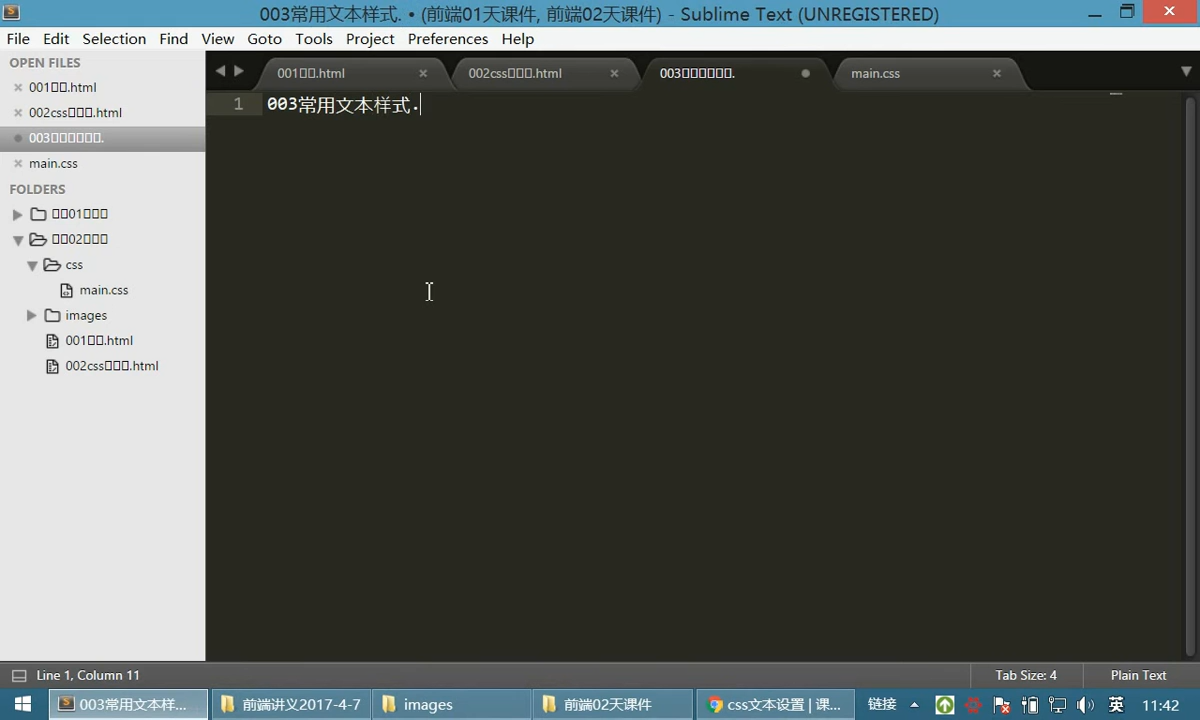 003常用文本样式. • (前端01天课件, 前端02天课件) - Sublime Text (UNREGISTERED)
File Edit Selection Find View Goto Tools Project Preferences Help
OPEN FILES
001▯▯.html
002css▯▯▯.html
003▯▯▯▯▯▯.
main.css
FOLDERS
▯▯01▯▯▯
▯▯02▯▯▯
css
main.css
images
001▯▯.html
002css▯▯▯.html
001▯▯.html 002css▯▯▯.html 003▯▯▯▯▯▯. main.css
1 003常用文本样式.
Line 1, Column 11 Tab Size: 4 Plain Text
003常用文本样... 前端讲义2017-4-7 images 前端02天课件 css文本设置 | 课... 链接 英 11:42